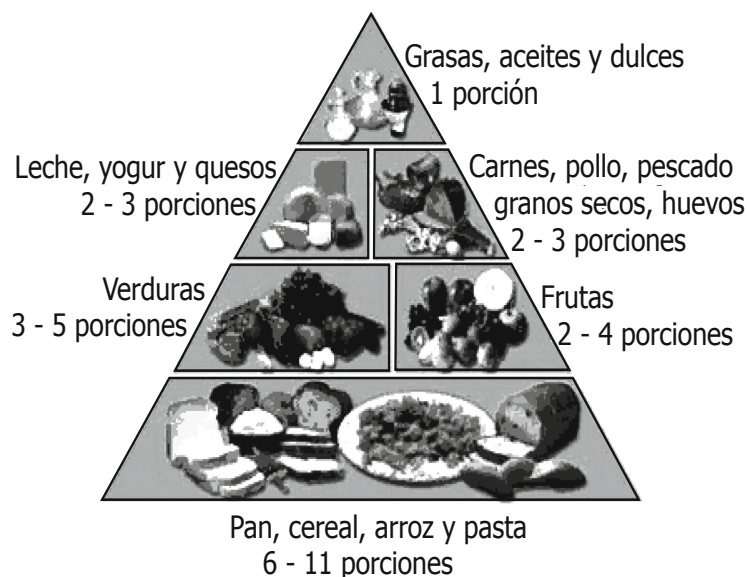 Grasas, aceites y dulces
1 porción
Leche, yogur y quesos
2 - 3 porciones
Carnes, pollo, pescado
granos secos, huevos
2 - 3 porciones
Verduras
3 - 5 porciones
Frutas
2 - 4 porciones
Pan, cereal, arroz y pasta
6 - 11 porciones